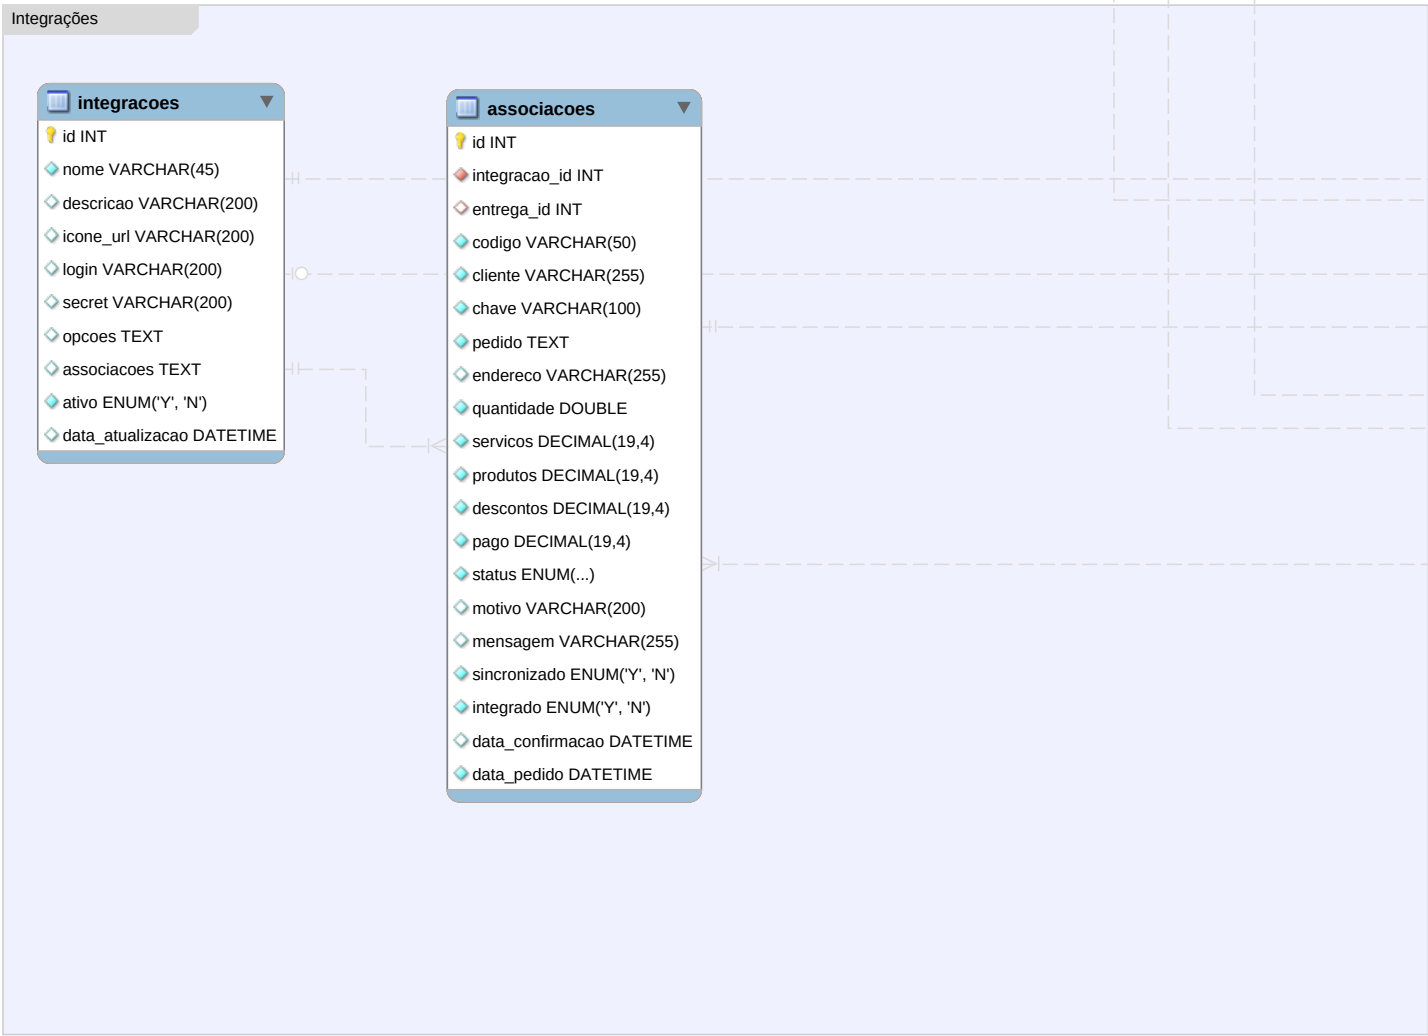 Integrações
integracoes
id INT
nome VARCHAR(45)
descricao VARCHAR(200)
icone_url VARCHAR(200)
login VARCHAR(200)
secret VARCHAR(200)
opcoes TEXT
associacoes TEXT
ativo ENUM('Y', 'N')
data_atualizacao DATETIME
associacoes
id INT
integracao_id INT
entrega_id INT
codigo VARCHAR(50)
cliente VARCHAR(255)
chave VARCHAR(100)
pedido TEXT
endereco VARCHAR(255)
quantidade DOUBLE
servicos DECIMAL(19,4)
produtos DECIMAL(19,4)
descontos DECIMAL(19,4)
pago DECIMAL(19,4)
status ENUM(...)
motivo VARCHAR(200)
mensagem VARCHAR(255)
sincronizado ENUM('Y', 'N')
integrado ENUM('Y', 'N')
data_confirmacao DATETIME
data_pedido DATETIME